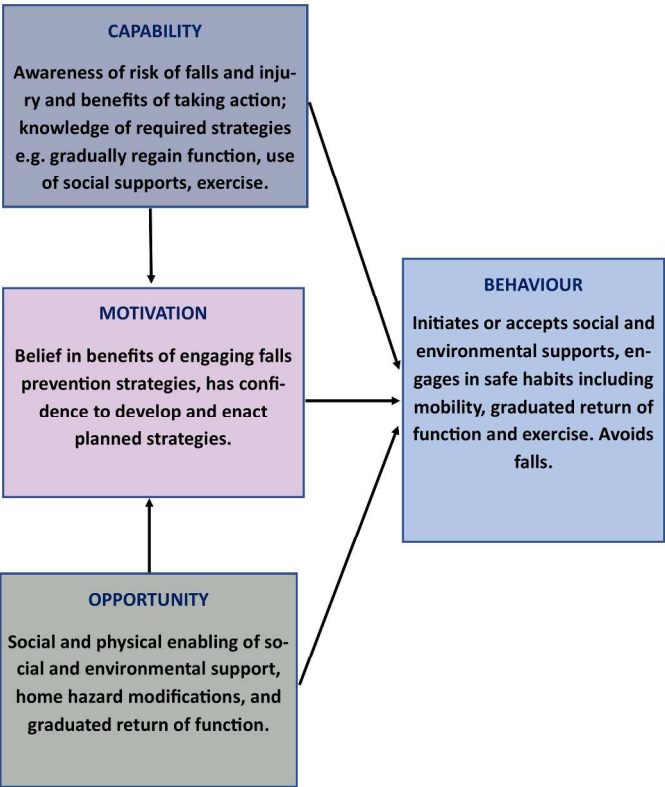 CAPABILITY
Awareness of risk of falls and inju-
ry and benefits of taking action;
knowledge of required strategies
e.g. gradually regain function, use
of social supports, exercise.
MOTIVATION
Belief in benefits of engaging falls
prevention strategies, has confi-
dence to develop and enact
planned strategies.
OPPORTUNITY
Social and physical enabling of so-
cial and environmental support,
home hazard modifications, and
graduated return of function.
BEHAVIOUR
Initiates or accepts social and
environmental supports, en-
gages in safe habits including
mobility, graduated return of
function and exercise. Avoids
falls.